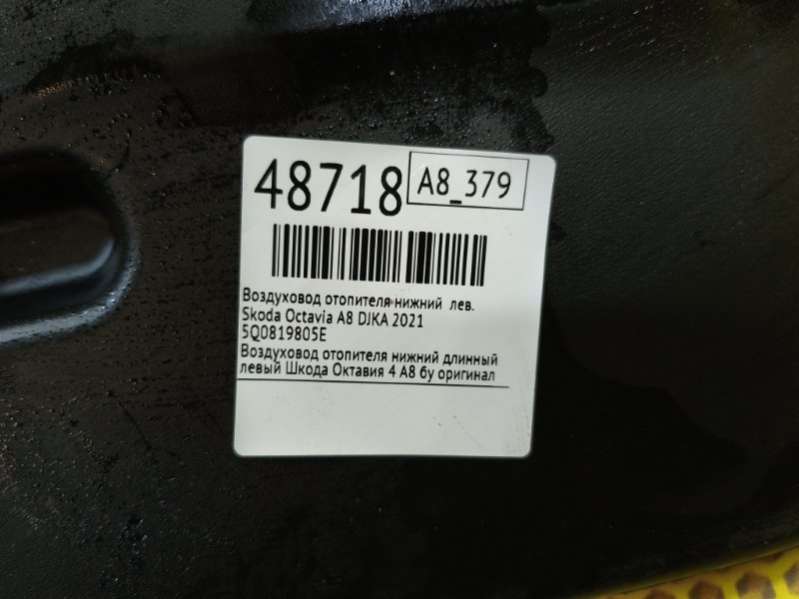 48718 A8_379
Воздуховод отопителя нижний лев.
Skoda Octavia A8 DJKA 2021
5Q0819805E
Воздуховод отопителя нижний длинный
левый Шкода Октавия 4 А8 бу оригинал